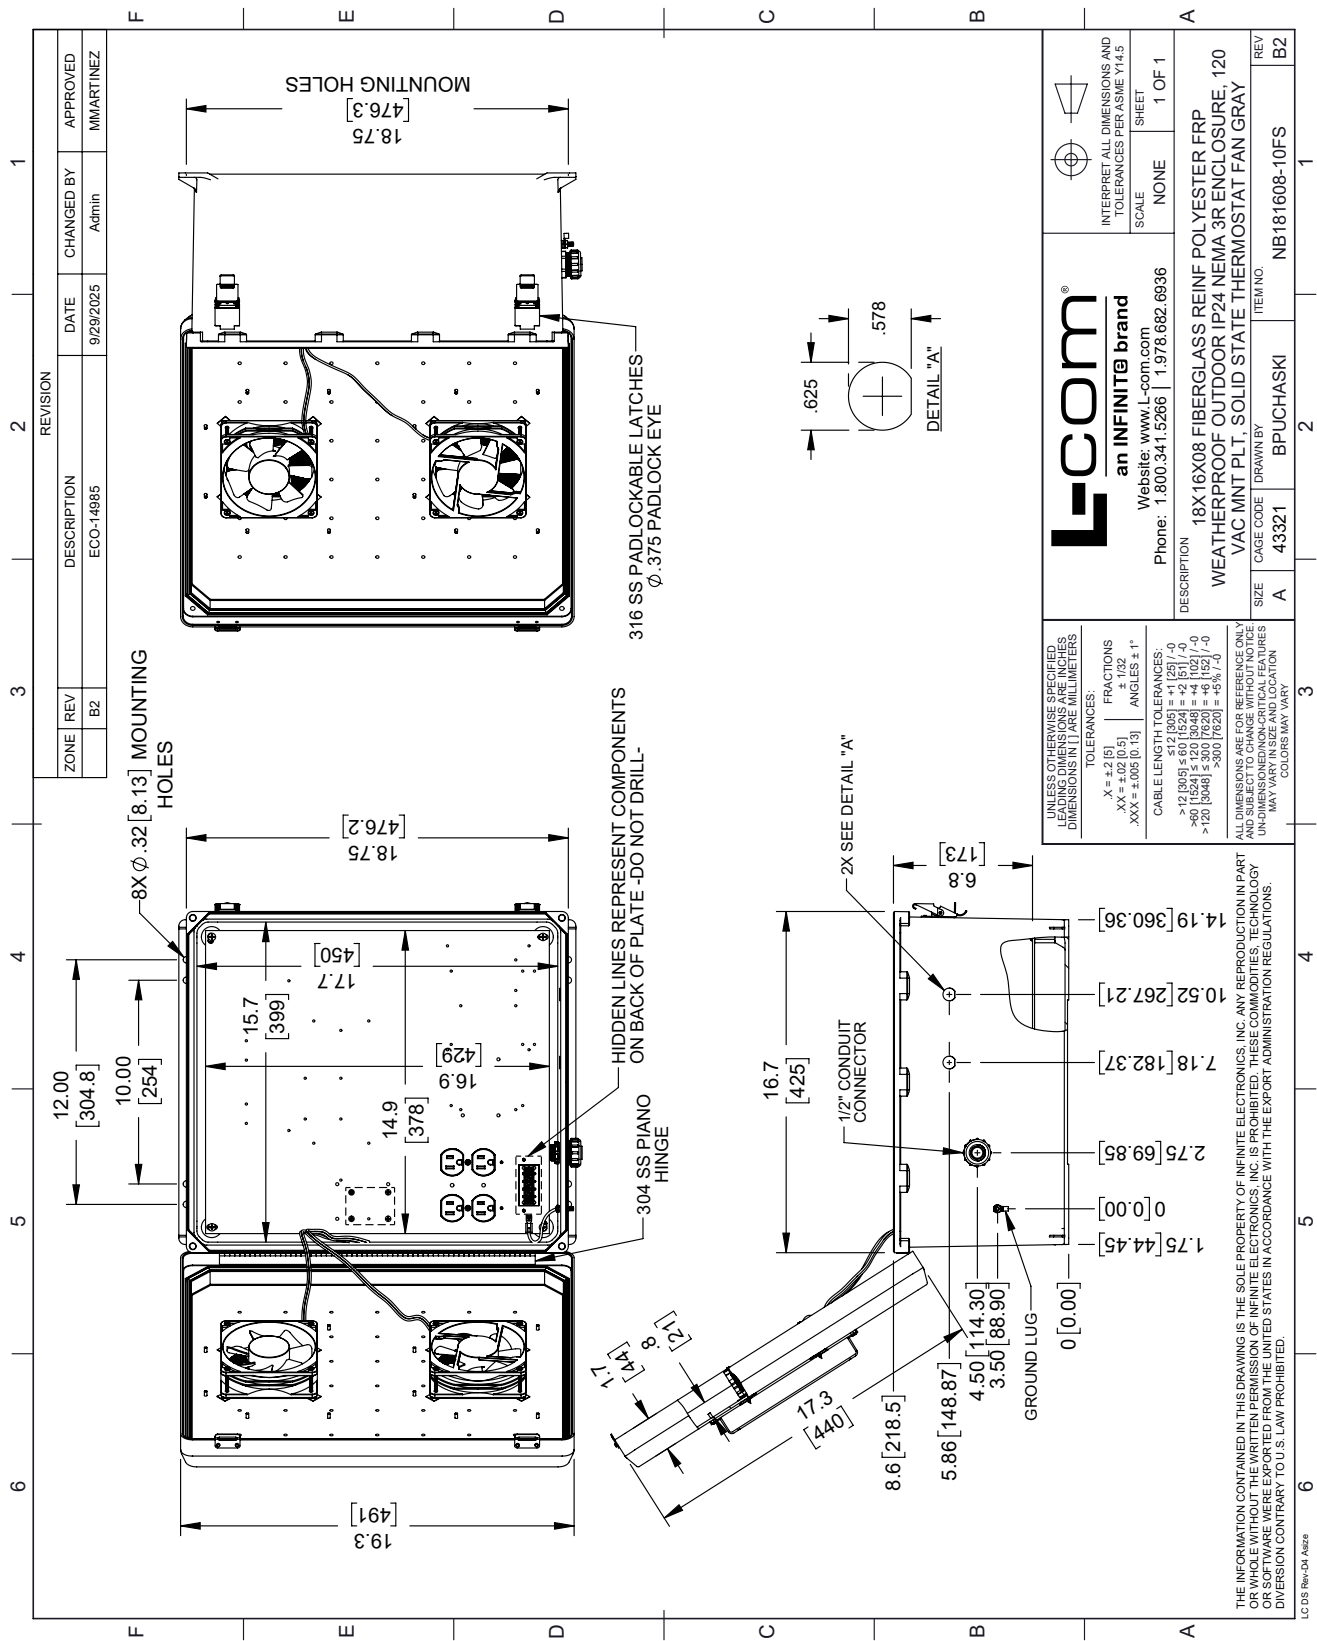 REVISION
ZONE REV DESCRIPTION DATE CHANGED BY APPROVED
B2 ECO-14985 9/29/2025 Admin MMARTINEZ
6 5 4 3 2 1
F
E
D
C
B
A
12.00
[304.8]
10.00
[254]
8X Ø.32 [8.13] MOUNTING
HOLES
15.7
[399]
14.9
[378]
17.7
[450]
16.9
[429]
18.75
[476.2]
19.3
[491]
HIDDEN LINES REPRESENT COMPONENTS
ON BACK OF PLATE -DO NOT DRILL-
304 SS PIANO
HINGE
18.75
[476.3]
MOUNTING HOLES
316 SS PADLOCKABLE LATCHES
Ø.375 PADLOCK EYE
.625
.578
DETAIL "A"
1.7
[44]
.8
[21]
17.3
[440]
16.7
[425]
1/2" CONDUIT
CONNECTOR
2X SEE DETAIL "A"
6.8
[173]
8.6 [218.5]
5.86 [148.87]
4.50 [114.30]
3.50 [88.90]
GROUND LUG
0 [0.00]
1.75 [44.45]
0 [0.00]
2.75 [69.85]
7.18 [182.37]
10.52 [267.21]
14.19 [360.36]
UNLESS OTHERWISE SPECIFIED
LEADING DIMENSIONS ARE INCHES
DIMENSIONS IN [ ] ARE MILLIMETERS
TOLERANCES:
.X = ±.2 [5] FRACTIONS
.XX = ±.02 [0.5] ± 1/32
.XXX = ±.005 [0.13] ANGLES ± 1°
CABLE LENGTH TOLERANCES:
≤12 [305] = +1 [25] / -0
>12 [305] ≤ 60 [1524] = +2 [51] / -0
>60 [1524] ≤ 120 [3048] = +4 [102] / -0
>120 [3048] ≤ 300 [7620] = +6 [152] / -0
>300 [7620] = +5% / -0
ALL DIMENSIONS ARE FOR REFERENCE ONLY
AND SUBJECT TO CHANGE WITHOUT NOTICE.
UN-DIMENSIONED/NON-CRITICAL FEATURES
MAY VARY IN SIZE AND LOCATION
COLORS MAY VARY
L-com®
an INFINIT@ brand
Website: www.L-com.com
Phone: 1.800.341.5266 | 1.978.682.6936
INTERPRET ALL DIMENSIONS AND
TOLERANCES PER ASME Y14.5
SCALE NONE SHEET 1 OF 1
DESCRIPTION
18X16X08 FIBERGLASS REINF POLYESTER FRP
WEATHERPROOF OUTDOOR IP24 NEMA 3R ENCLOSURE, 120
VAC MNT PLT, SOLID STATE THERMOSTAT FAN GRAY
SIZE A CAGE CODE 43321 DRAWN BY BPUCHASKI ITEM NO. NB181608-10FS REV B2
THE INFORMATION CONTAINED IN THIS DRAWING IS THE SOLE PROPERTY OF INFINITE ELECTRONICS, INC. ANY REPRODUCTION IN PART
OR WHOLE WITHOUT THE WRITTEN PERMISSION OF INFINITE ELECTRONICS, INC. IS PROHIBITED. THESE COMMODITIES, TECHNOLOGY
OR SOFTWARE WERE EXPORTED FROM THE UNITED STATES IN ACCORDANCE WITH THE EXPORT ADMINISTRATION REGULATIONS.
DIVERSION CONTRARY TO U.S. LAW PROHIBITED.
F
E
D
C
B
A
6 5 4 3 2 1
LC DS Rev-D4 Asize